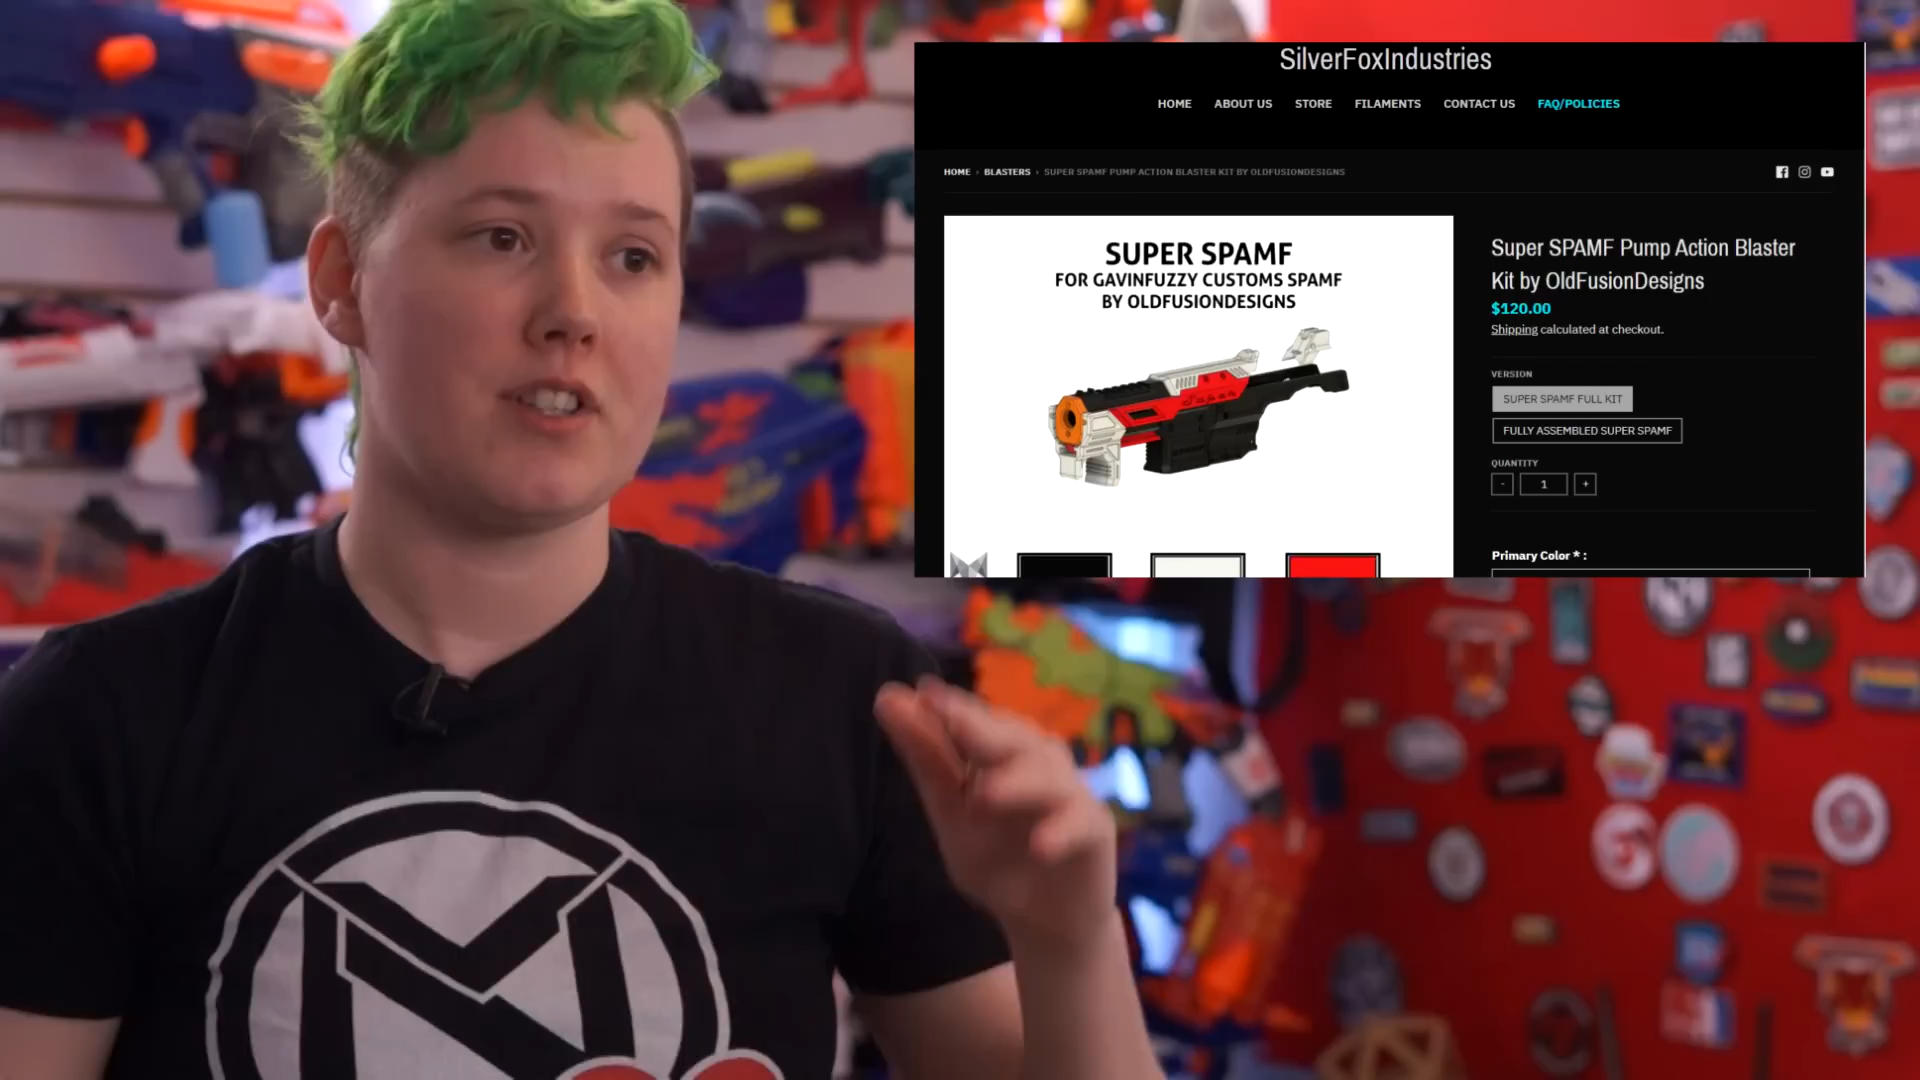 SilverFoxIndustries
HOME ABOUT US STORE FILAMENTS CONTACT US FAQ/POLICIES
HOME › BLASTERS › SUPER SPAMF PUMP ACTION BLASTER KIT BY OLDFUSIONDESIGNS
SUPER SPAMF
FOR GAVINFUZZY CUSTOMS SPAMF
BY OLDFUSIONDESIGNS
Super SPAMF Pump Action Blaster
Kit by OldFusionDesigns
$120.00
Shipping calculated at checkout.
VERSION
SUPER SPAMF FULL KIT
FULLY ASSEMBLED SUPER SPAMF
QUANTITY
- 1 +
Primary Color * :